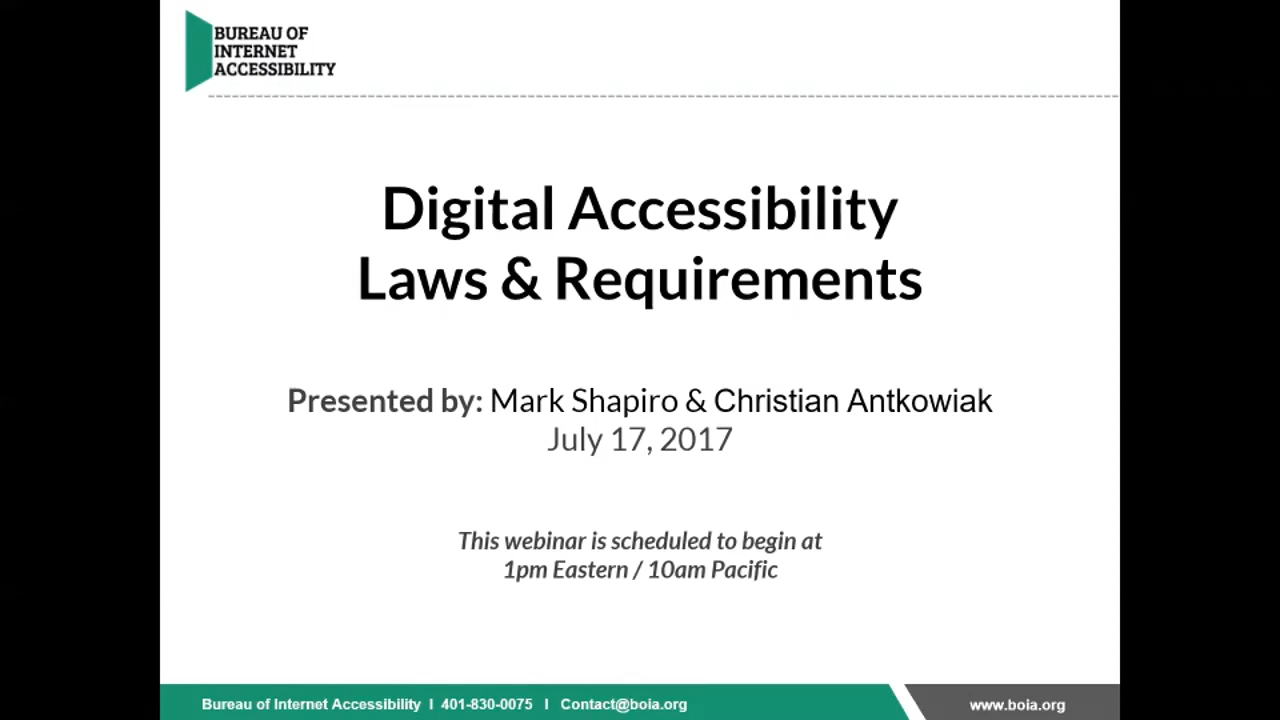 BUREAU OF
INTERNET
ACCESSIBILITY
Digital Accessibility
Laws & Requirements
Presented by: Mark Shapiro & Christian Antkowiak
July 17, 2017
This webinar is scheduled to begin at
1pm Eastern / 10am Pacific
Bureau of Internet Accessibility I 401-830-0075 I Contact@boia.org
www.boia.org